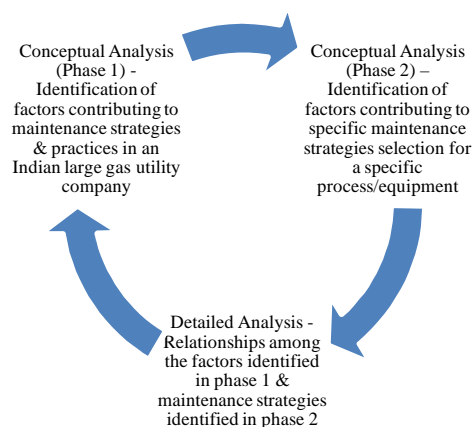 Conceptual Analysis
(Phase 1) -
Identification of
factors contributing to
maintenance strategies
& practices in an
Indian large gas utility
company
Conceptual Analysis
(Phase 2) –
Identification of
factors contributing to
specific maintenance
strategies selection for
a specific
process/equipment
Detailed Analysis -
Relationships among
the factors identified
in phase 1 &
maintenance strategies
identified in phase 2